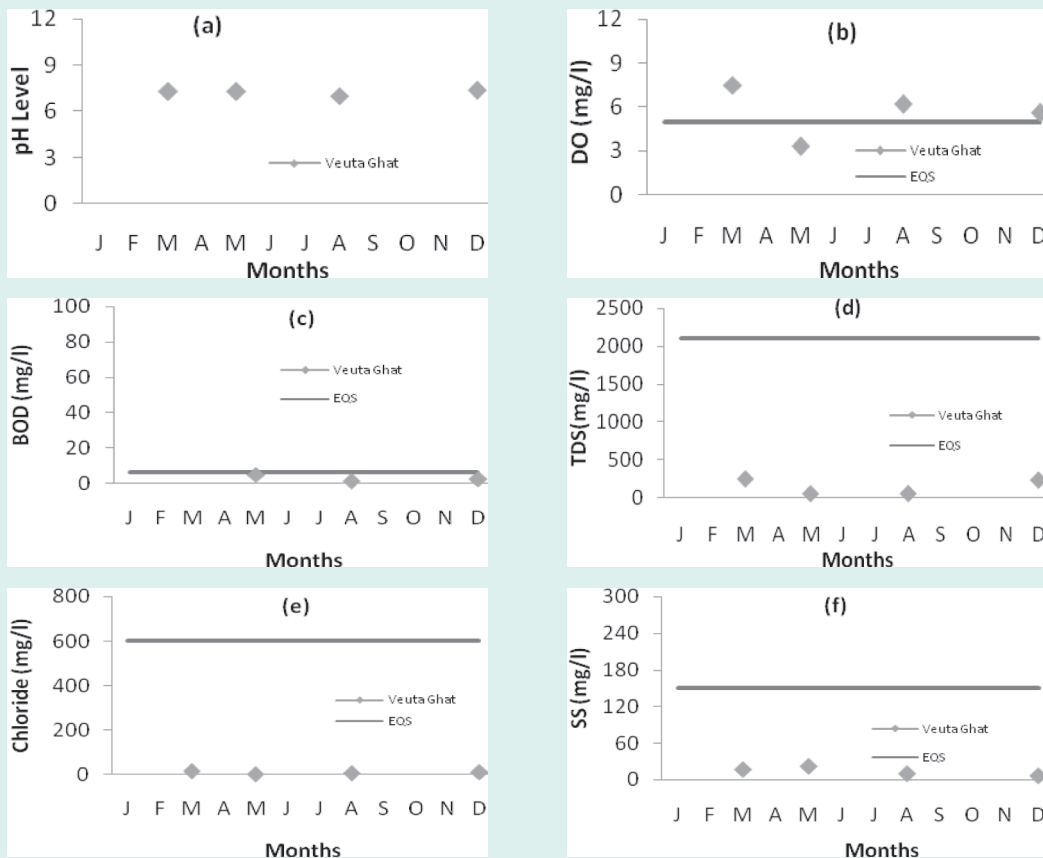 (a)
pH Level
12
9
6
3
0
Veuta Ghat
J F M A M J J A S O N D
Months
(b)
DO (mg/l)
12
9
6
3
0
Veuta Ghat
EQS
J F M A M J J A S O N D
Months
(c)
BOD (mg/l)
100
80
60
40
20
0
Veuta Ghat
EQS
J F M A M J J A S O N D
Months
(d)
TDS(mg/l)
2500
2000
1500
1000
500
0
Veuta Ghat
EQS
J F M A M J J A S O N D
Months
(e)
Chloride (mg/l)
800
600
400
200
0
Veuta Ghat
EQS
J F M A M J J A S O N D
Months
(f)
SS (mg/l)
300
240
180
120
60
0
Veuta Ghat
EQS
J F M A M J J A S O N D
Months